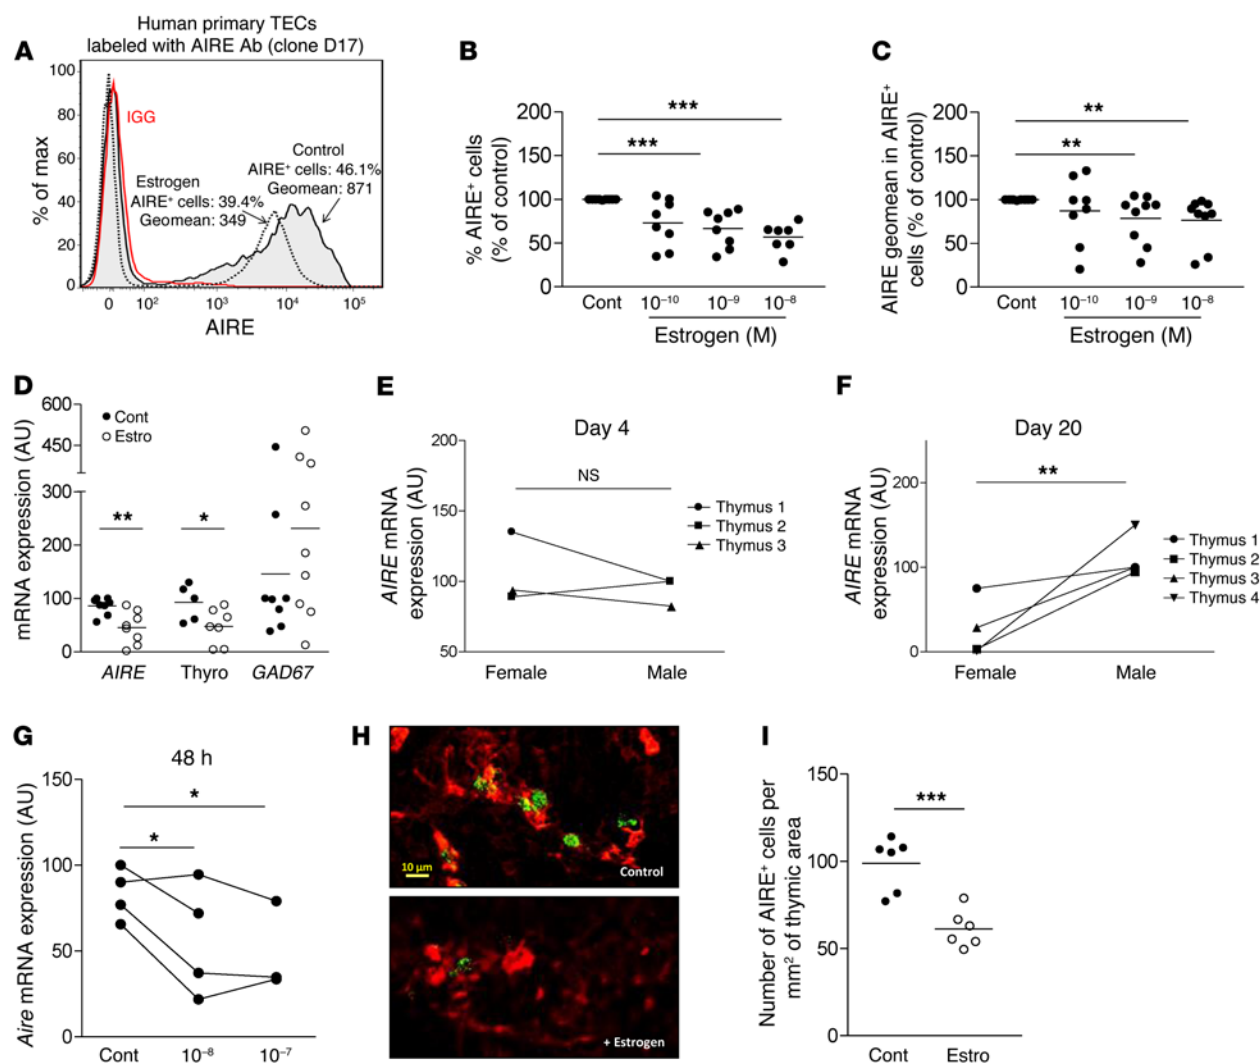 A
Human primary TECs
labeled with AIRE Ab (clone D17)
% of max
100
80
60
40
20
0
IGG
Control
AIRE⁺ cells: 46.1%
Geomean: 871
Estrogen
AIRE⁺ cells: 39.4%
Geomean: 349
0 10² 10³ 10⁴ 10⁵
AIRE
B
% AIRE⁺ cells
(% of control)
200
150
100
50
0
***
***
Cont 10⁻¹⁰ 10⁻⁹ 10⁻⁸
Estrogen (M)
C
AIRE geomean in AIRE⁺
cells (% of control)
200
150
100
50
0
**
**
Cont 10⁻¹⁰ 10⁻⁹ 10⁻⁸
Estrogen (M)
D
mRNA expression (AU)
600
450
300
200
100
0
Cont
Estro
**
*
AIRE Thyro GAD67
E
Day 4
AIRE mRNA
expression (AU)
200
150
100
50
NS
Thymus 1
Thymus 2
Thymus 3
Female Male
F
Day 20
AIRE mRNA
expression (AU)
200
100
0
**
Thymus 1
Thymus 2
Thymus 3
Thymus 4
Female Male
G
48 h
Aire mRNA expression (AU)
150
100
50
0
*
*
Cont 10⁻⁸ 10⁻⁷
H
10 µm
Control
+ Estrogen
I
Number of AIRE⁺ cells per
mm² of thymic area
150
100
50
0
***
Cont Estro